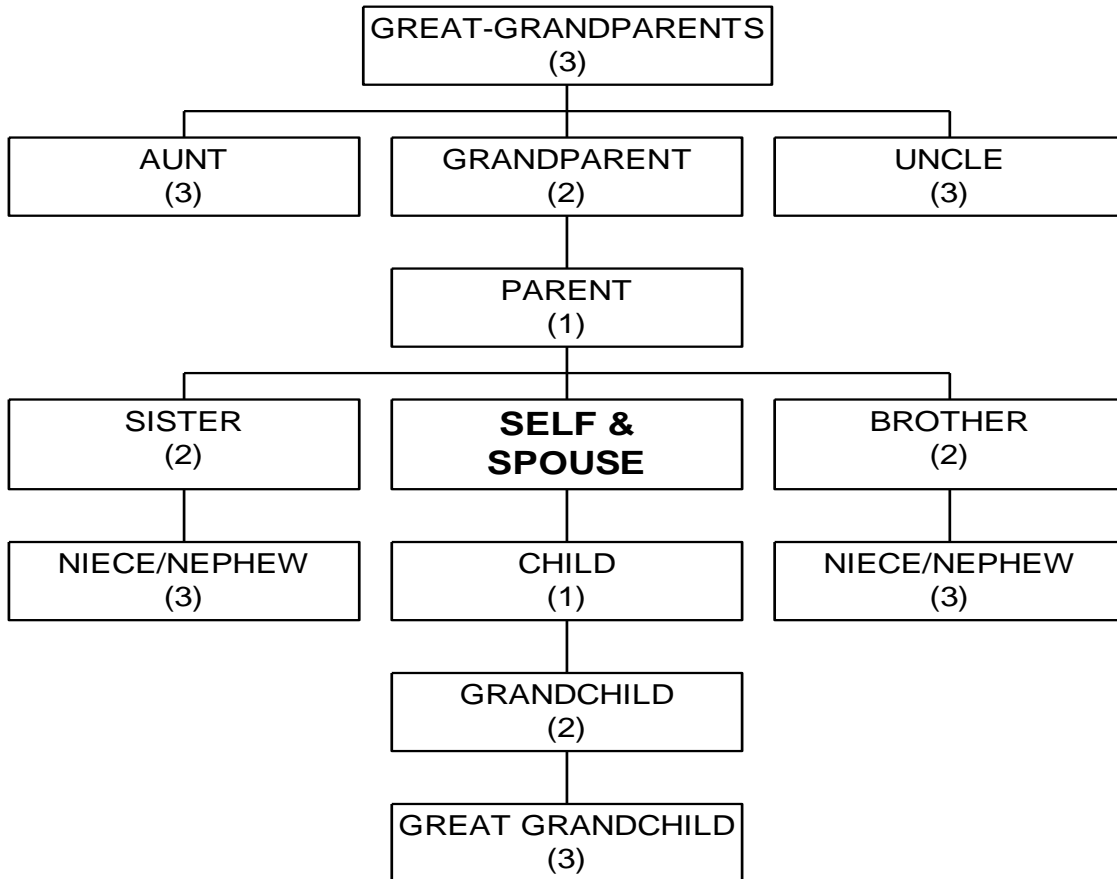 GREAT-GRANDPARENTS
(3)
AUNT
(3)
GRANDPARENT
(2)
UNCLE
(3)
PARENT
(1)
SISTER
(2)
SELF &
SPOUSE
BROTHER
(2)
NIECE/NEPHEW
(3)
CHILD
(1)
NIECE/NEPHEW
(3)
GRANDCHILD
(2)
GREAT GRANDCHILD
(3)